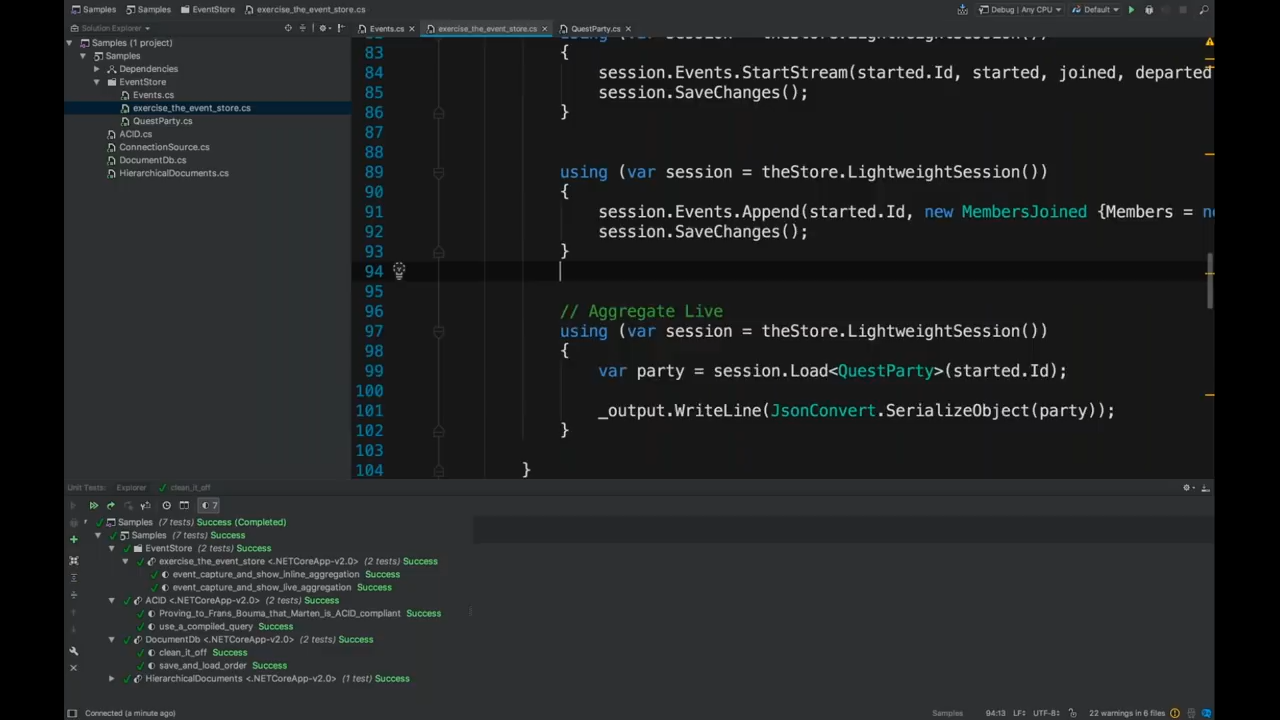 Samples
Samples
EventStore
exercise_the_event_store.cs
Debug | Any CPU
Default
Solution Explorer
Events.cs
exercise_the_event_store.cs
QuestParty.cs
Samples (1 project)
Samples
Dependencies
EventStore
Events.cs
exercise_the_event_store.cs
QuestParty.cs
ACID.cs
ConnectionSource.cs
DocumentDb.cs
HierarchicalDocuments.cs
83 {
84 session.Events.StartStream(started.Id, started, joined, departed
85 session.SaveChanges();
86 }
87
88
89 using (var session = theStore.LightweightSession())
90 {
91 session.Events.Append(started.Id, new MembersJoined {Members =
92 session.SaveChanges();
93 }
94
95
96 // Aggregate Live
97 using (var session = theStore.LightweightSession())
98 {
99 var party = session.Load<QuestParty>(started.Id);
100
101 _output.WriteLine(JsonConvert.SerializeObject(party));
102 }
103
104 }
Unit Tests: Explorer clean_it_off
7
Samples (7 tests) Success (Completed)
Samples (7 tests) Success
EventStore (2 tests) Success
exercise_the_event_store <.NETCoreApp-v2.0> (2 tests) Success
event_capture_and_show_inline_aggregation Success
event_capture_and_show_live_aggregation Success
ACID <.NETCoreApp-v2.0> (2 tests) Success
Proving_to_Frans_Bouma_that_Marten_is_ACID_compliant Success
use_a_compiled_query Success
DocumentDb <.NETCoreApp-v2.0> (2 tests) Success
clean_it_off Success
save_and_load_order Success
HierarchicalDocuments <.NETCoreApp-v2.0> (1 test) Success
Connected (a minute ago)
Samples 94:13 LF: UTF-8: 22 warnings in 6 files